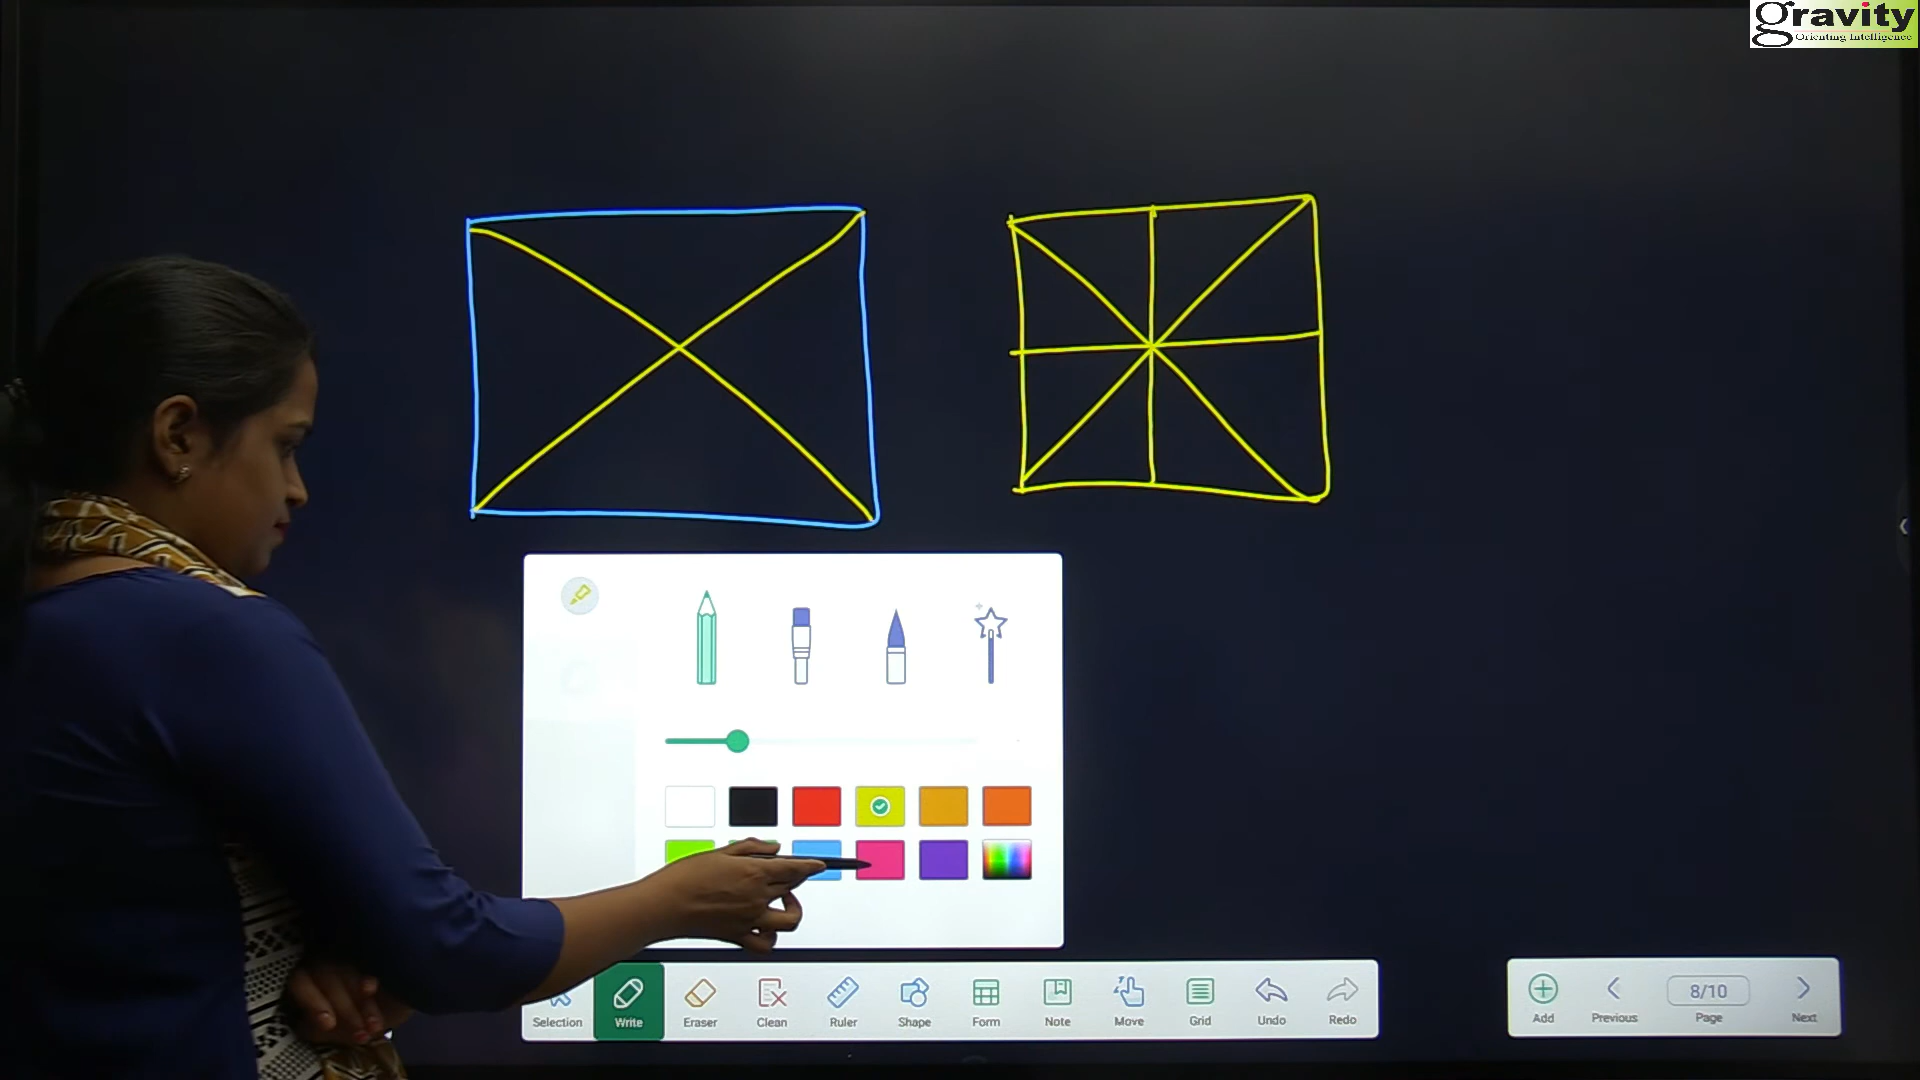 gravity
Orienting Intelligence
Selection
Write
Eraser
Clean
Ruler
Shape
Form
Note
Move
Grid
Undo
Redo
Add
Previous
8/10
Page
Next